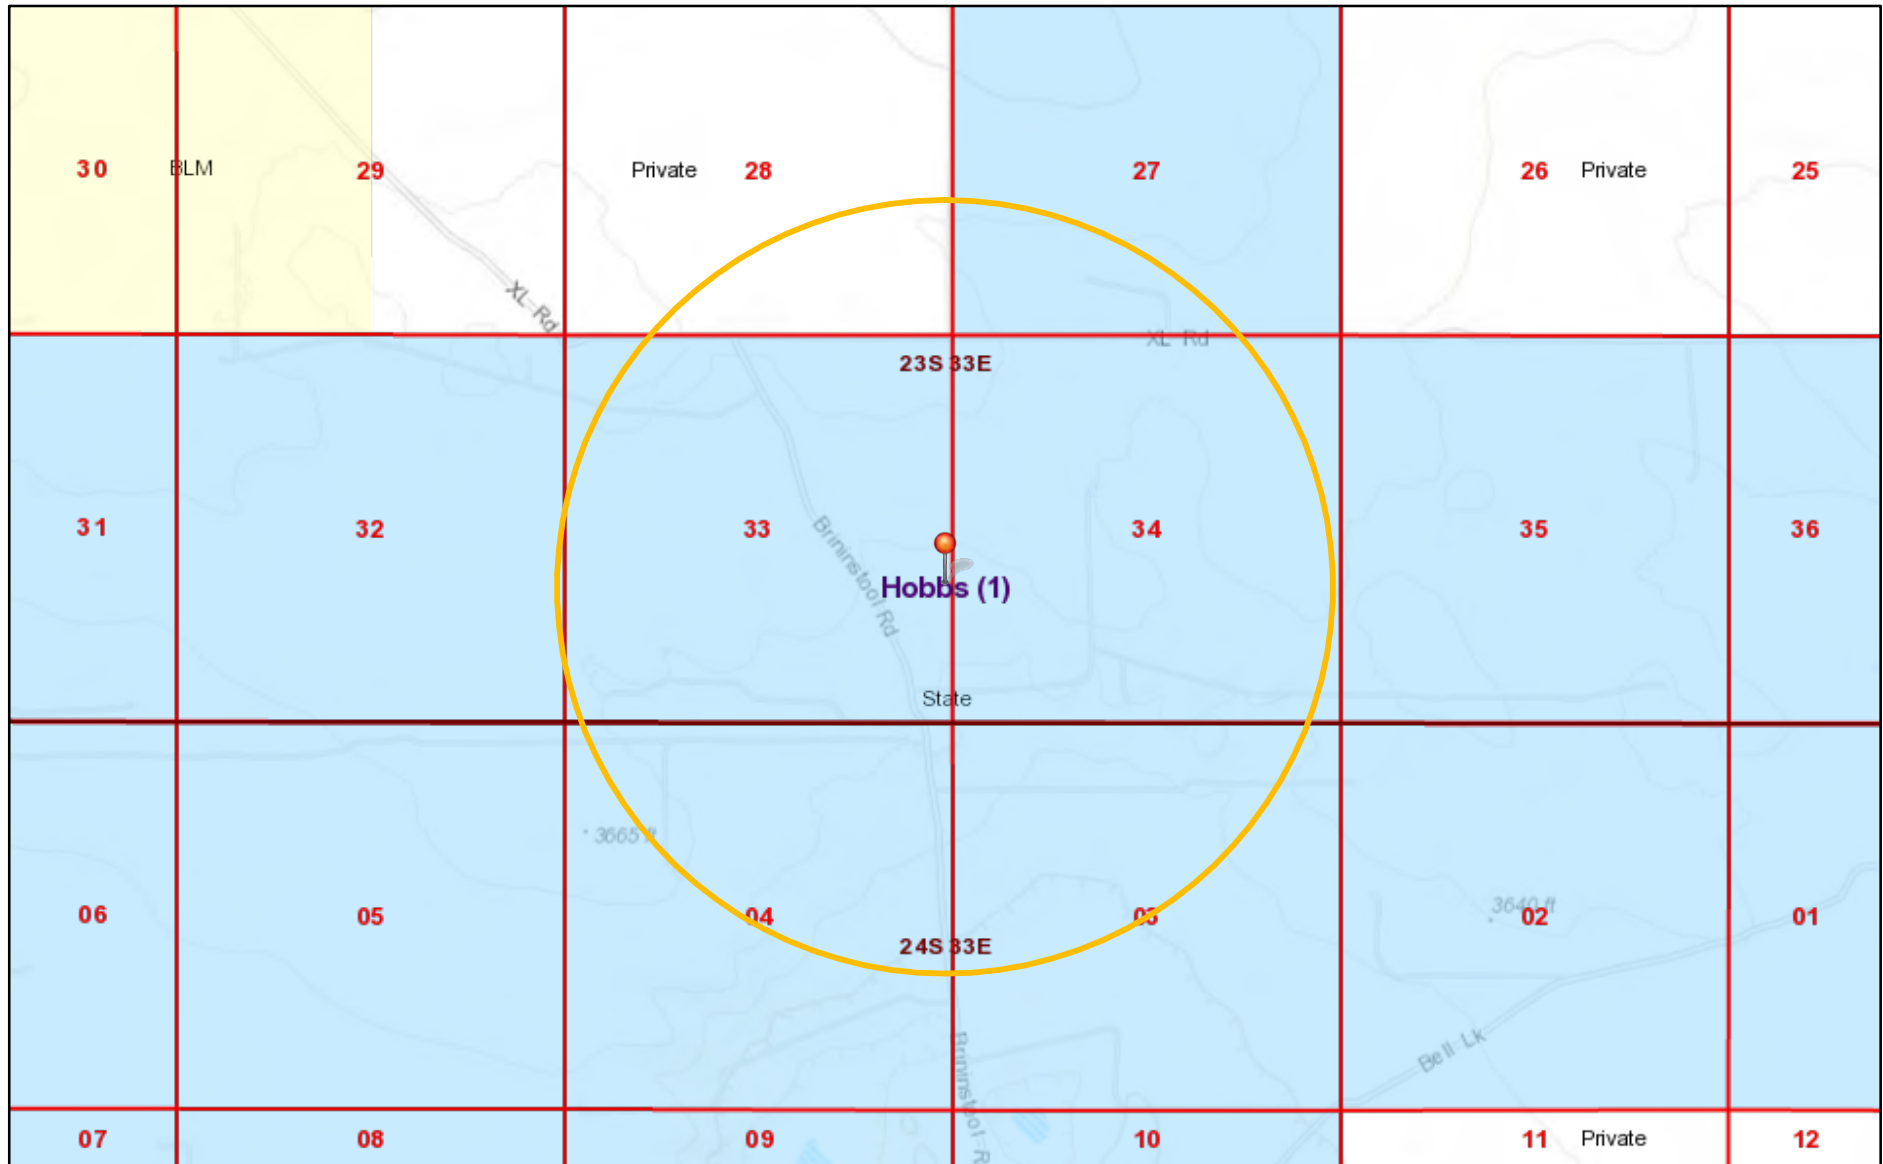 30
BLM
29
Private
28
27
26
Private
25
XL Rd
XL Rd
23S 33E
31
32
33
34
35
36
Brininstool Rd
Hobbs (1)
State
3665 ft
06
05
04
03
3640 ft
02
01
24S 33E
Brininstool R
Bell Lk
07
08
09
10
11
Private
12